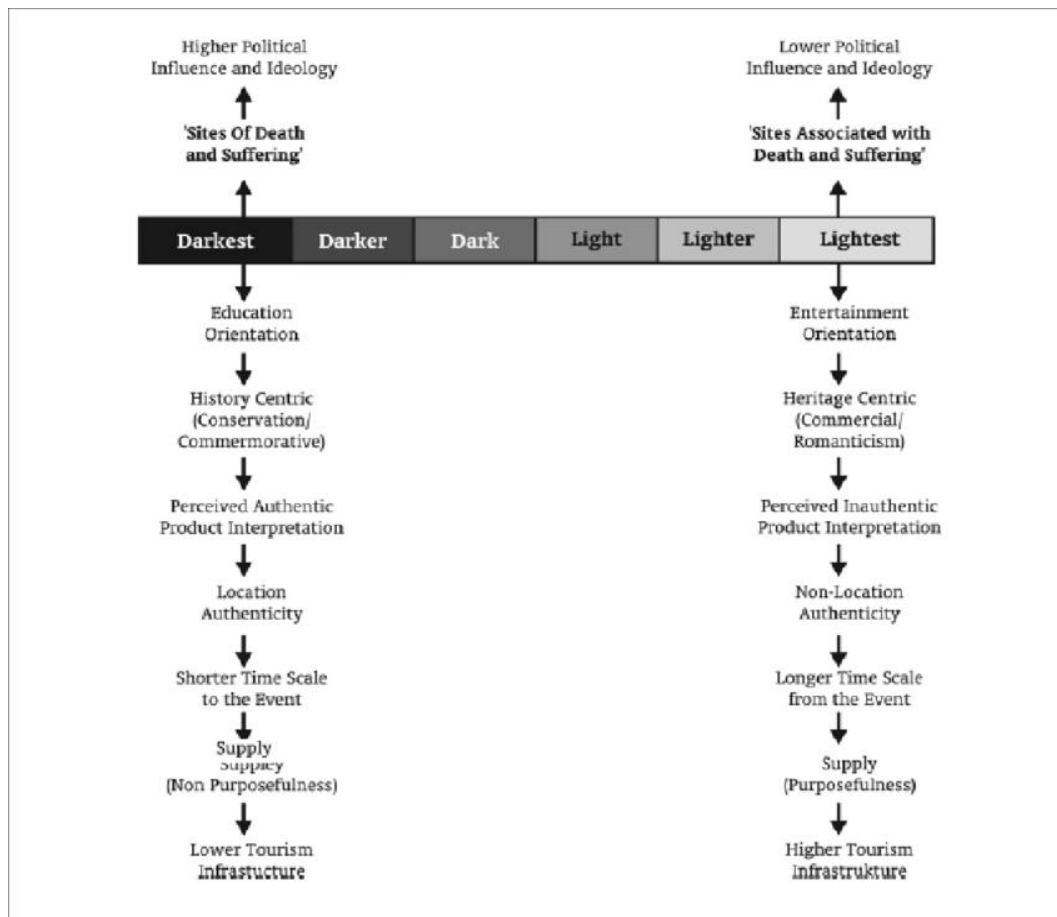 Higher Political
Influence and Ideology
'Sites Of Death
and Suffering'
Lower Political
Influence and Ideology
'Sites Associated with
Death and Suffering'
Darkest
Darker
Dark
Light
Lighter
Lightest
Education
Orientation
History Centric
(Conservation/
Commermorative)
Perceived Authentic
Product Interpretation
Location
Authenticity
Shorter Time Scale
to the Event
Supply
Suppley
(Non Purposefulness)
Lower Tourism
Infrastucture
Entertainment
Orientation
Heritage Centric
(Commercial/
Romanticism)
Perceived Inauthentic
Product Interpretation
Non-Location
Authenticity
Longer Time Scale
from the Event
Supply
(Purposefulness)
Higher Tourism
Infrastrukture